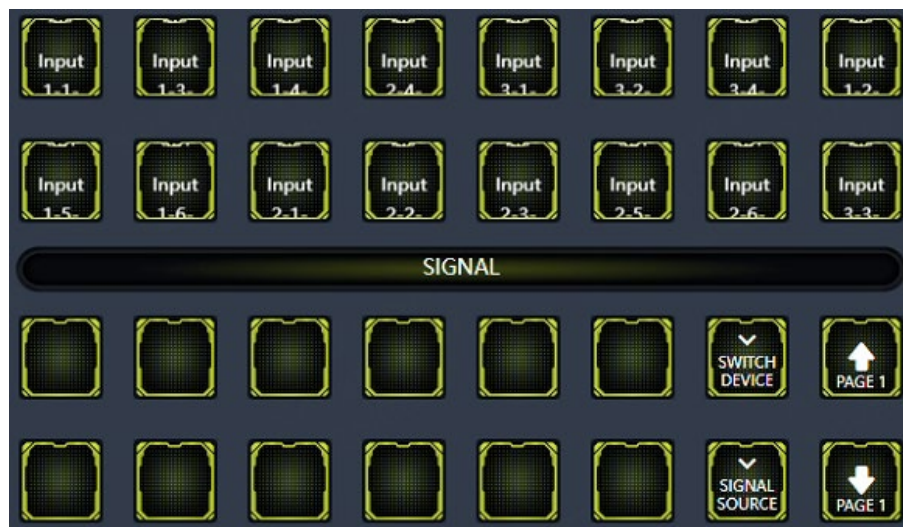 Input
1-1-
Input
1-3-
Input
1-4-
Input
2-4-
Input
3-1-
Input
3-2-
Input
3-4-
Input
1-2-
Input
1-5-
Input
1-6-
Input
2-1-
Input
2-2-
Input
2-3-
Input
2-5-
Input
2-6-
Input
3-3-
SIGNAL
SWITCH
DEVICE
PAGE 1
SIGNAL
SOURCE
PAGE 1